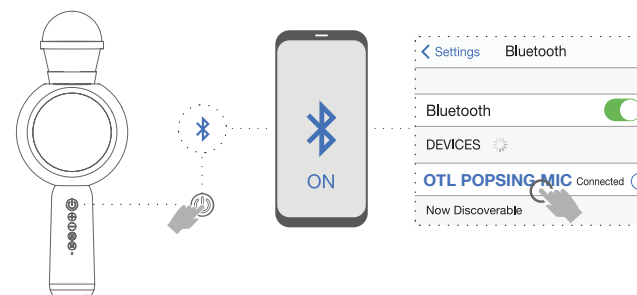 ON
Settings Bluetooth
Bluetooth
DEVICES
OTL POPSING MIC Connected
Now Discoverable